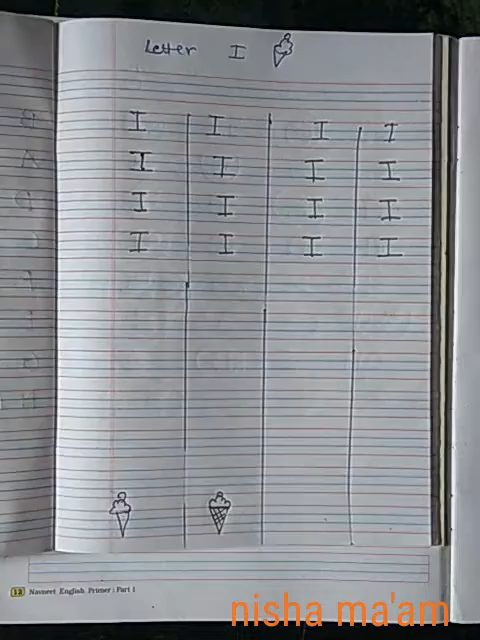 Letter I
I I I I
I I I I
I I I I
I I I I
12 Navneet English Primer : Part 1
nisha ma'am